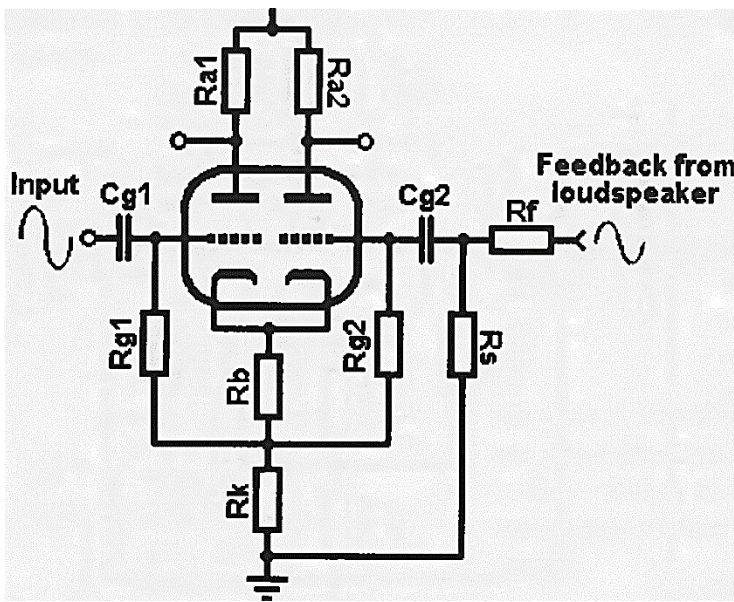 Ra1
Ra2
Input
Cg1
Cg2
Feedback from
loudspeaker
Rf
Rg1
Rb
Rg2
Rs
Rk